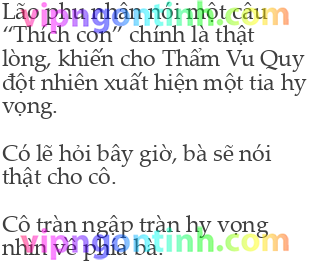 Lão phu nhân nói một câu
“Thích con” chính là thật
lòng, khiến cho Thẩm Vu Quy
đột nhiên xuất hiện một tia hy
vọng.
Có lẽ hỏi bây giờ, bà sẽ nói
thật cho cô.
Cô tràn ngập tràn hy vọng
nhìn về phía bà.
vipngontinh.com
vipngontinh.com